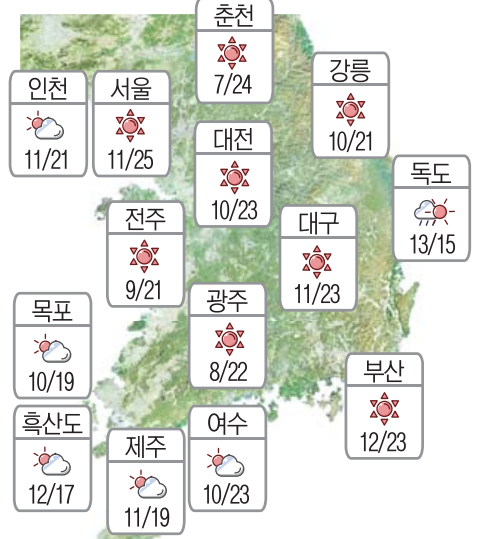 춘천
7/24
강릉
10/21
인천
11/21
서울
11/25
대전
10/23
독도
13/15
전주
9/21
대구
11/23
광주
8/22
목포
10/19
부산
12/23
흑산도
12/17
제주
11/19
여수
10/23